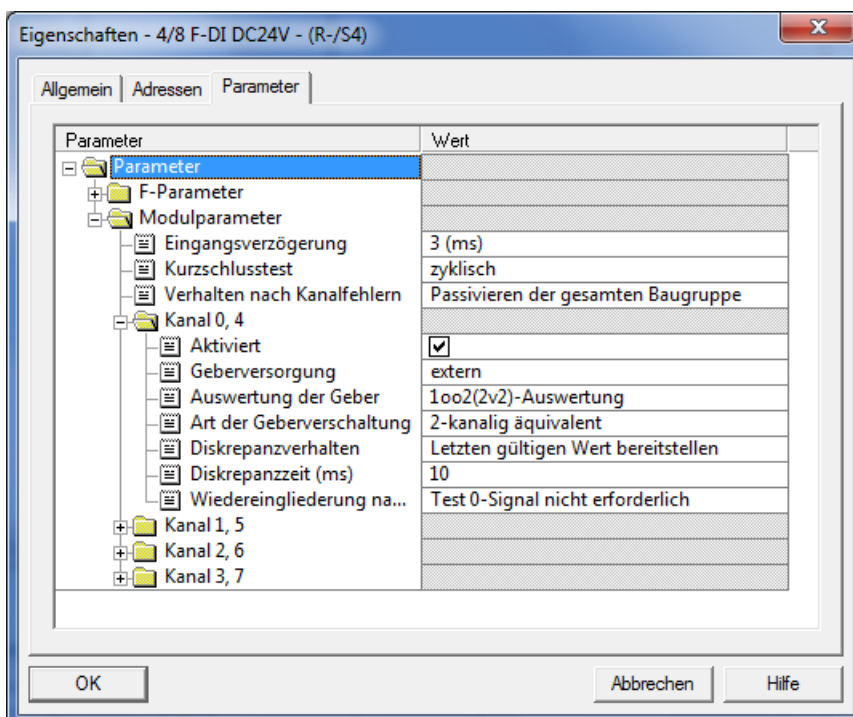 Eigenschaften - 4/8 F-DI DC24V - (R-/S4)
Allgemein Adressen Parameter
Parameter Wert
Parameter
F-Parameter
Modulparameter
Eingangsverzögerung 3 (ms)
Kurzschlusstest zyklisch
Verhalten nach Kanalfehlern Passivieren der gesamten Baugruppe
Kanal 0, 4
Aktiviert
Geberversorgung extern
Auswertung der Geber 1oo2(2v2)-Auswertung
Art der Geberverschaltung 2-kanalig äquivalent
Diskrepanzverhalten Letzten gültigen Wert bereitstellen
Diskrepanzzeit (ms) 10
Wiedereingliederung na... Test 0-Signal nicht erforderlich
Kanal 1, 5
Kanal 2, 6
Kanal 3, 7
OK Abbrechen Hilfe